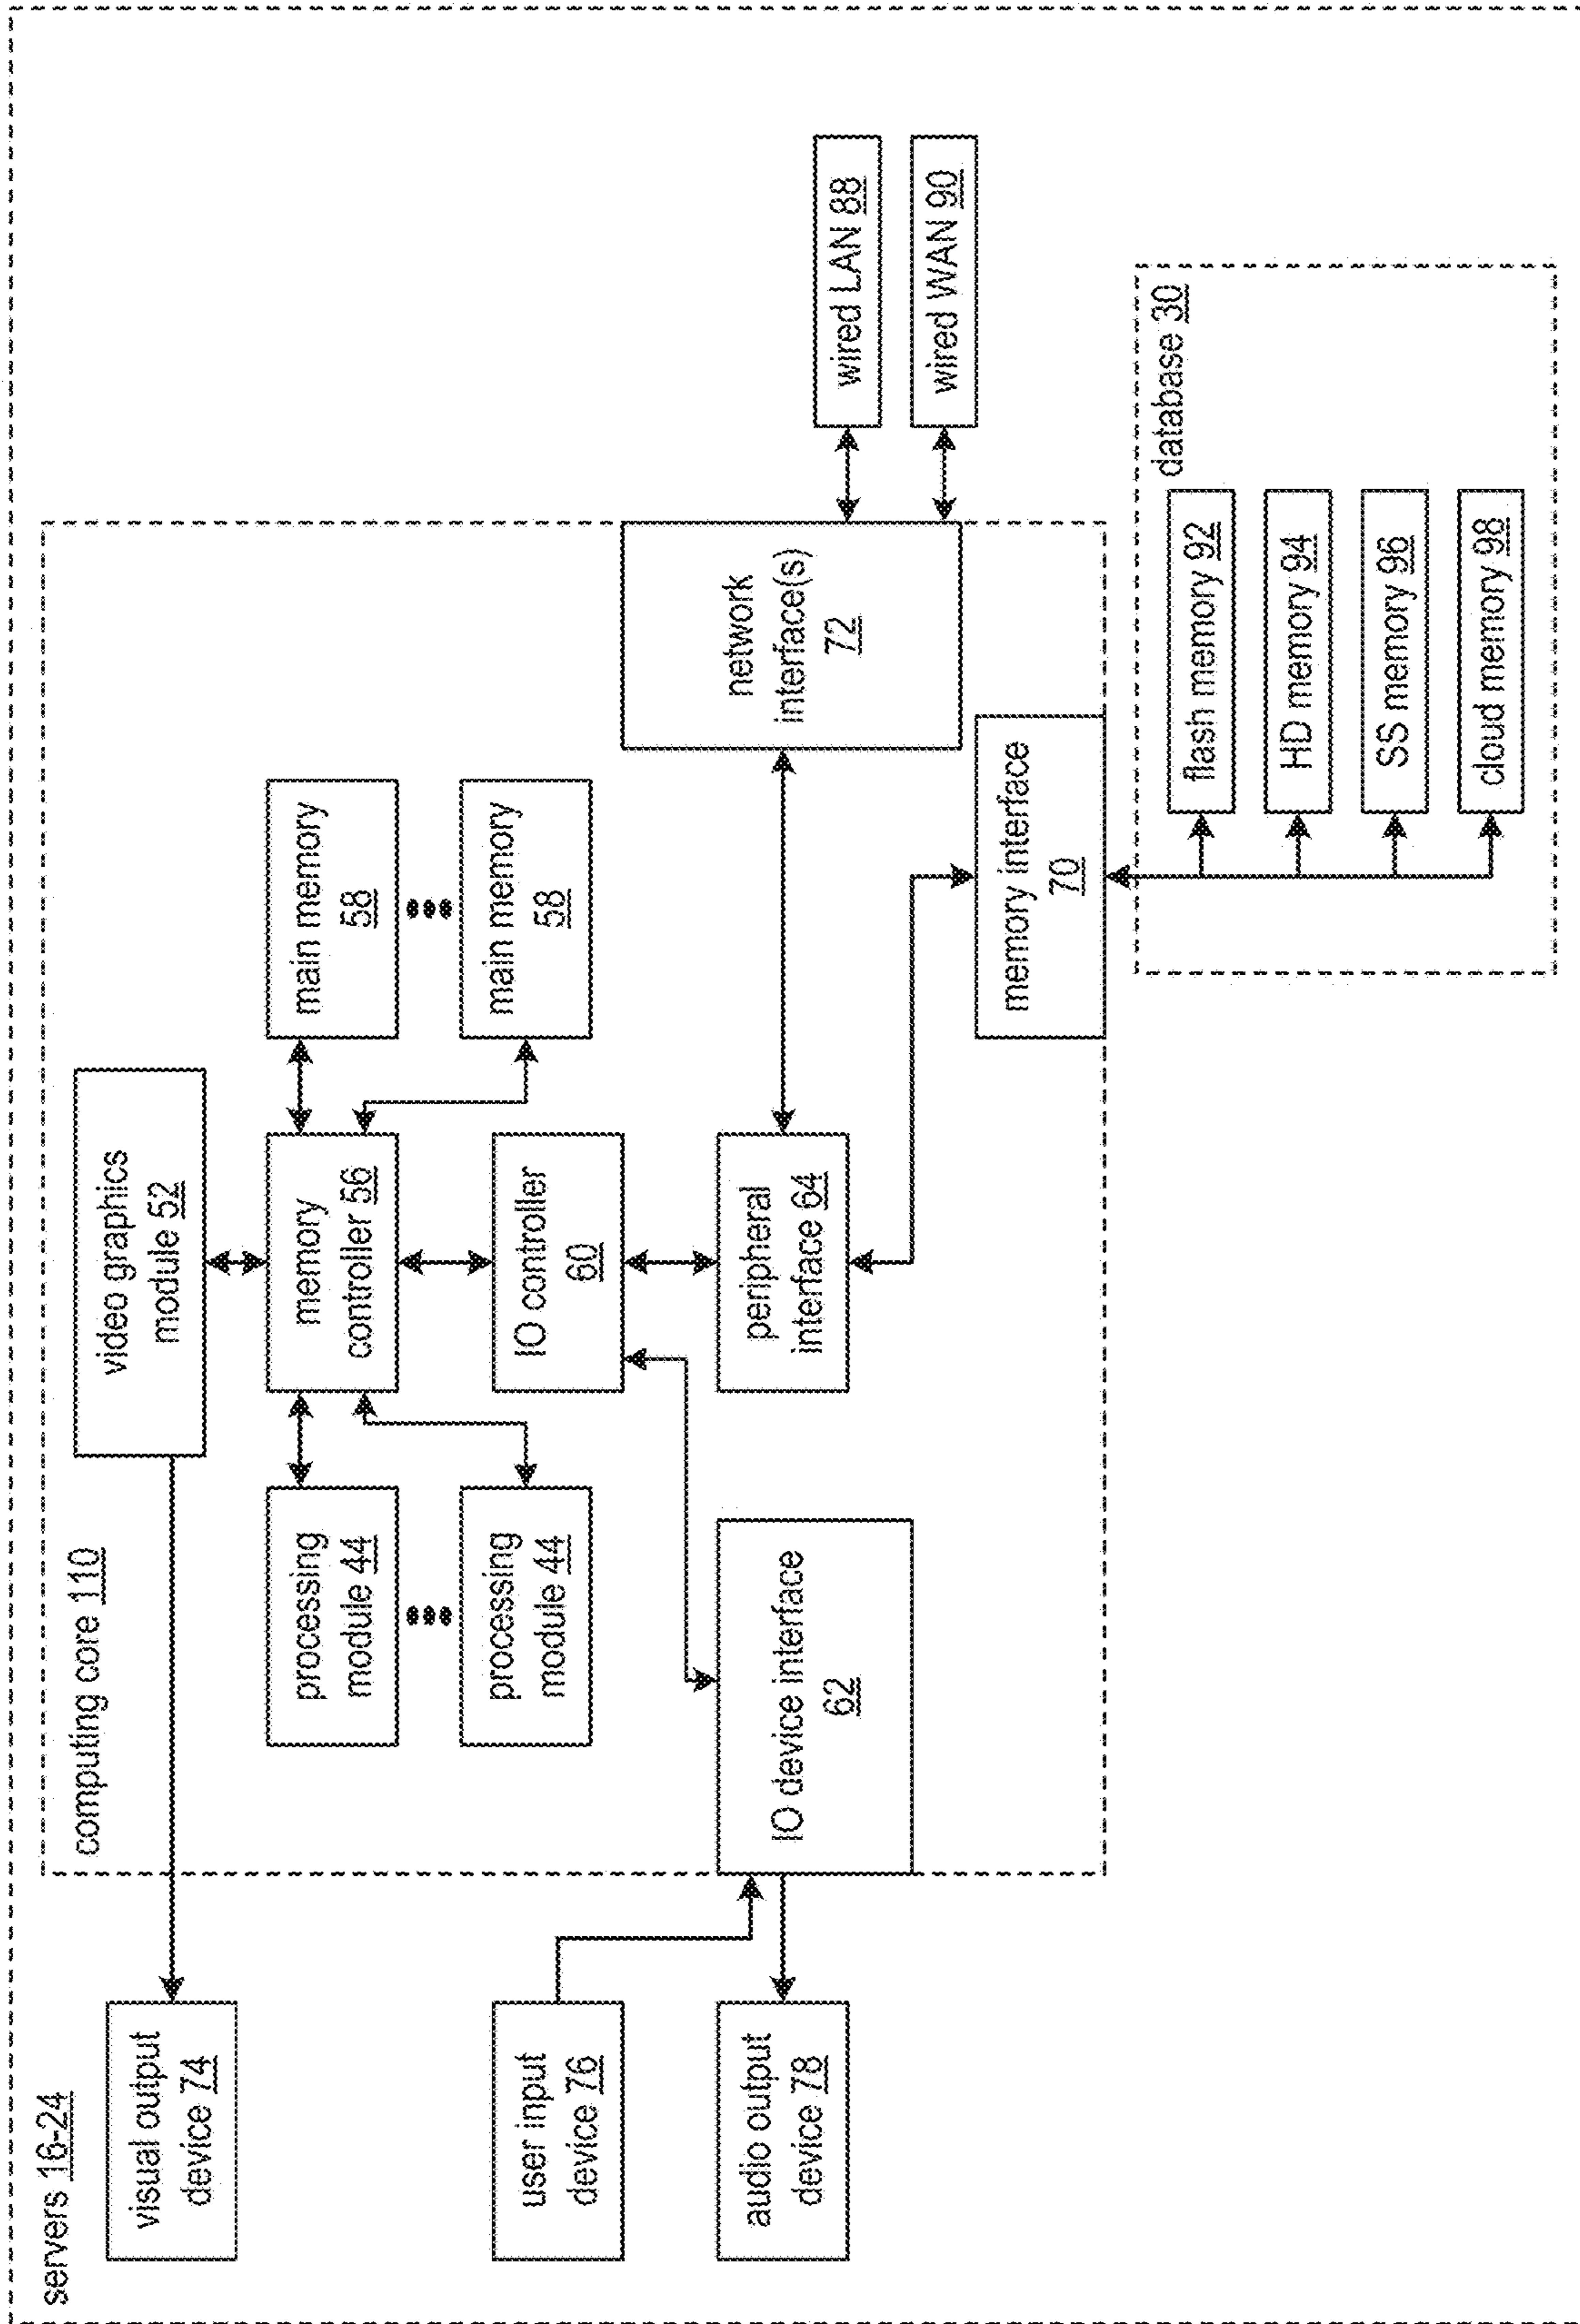 servers 16-24
computing core 110
visual output
device 74
video graphics
module 52
processing
module 44
memory
controller 56
main memory
58
processing
module 44
main memory
58
user input
device 76
IO controller
60
audio output
device 78
IO device interface
62
peripheral
interface 64
network
interface(s)
72
wired LAN 88
wired WAN 90
memory interface
70
database 30
flash memory 92
HD memory 94
SS memory 96
cloud memory 98